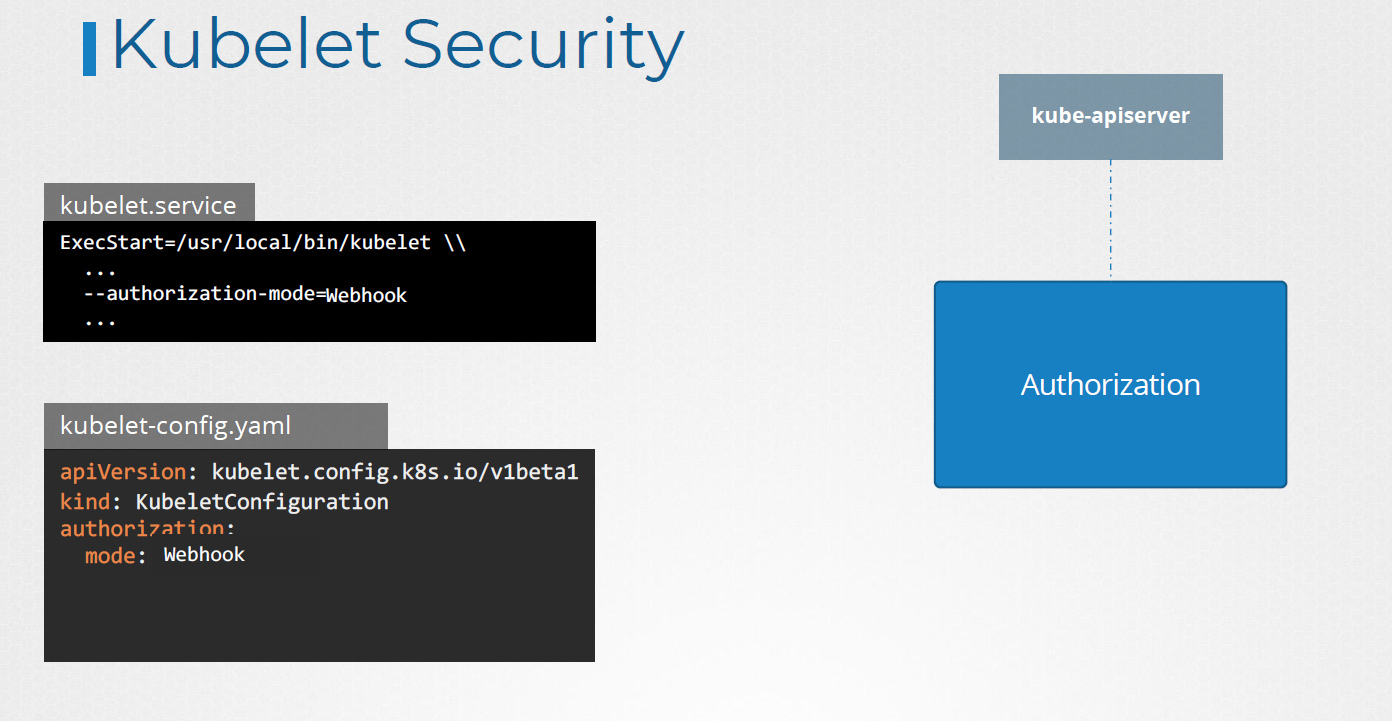 Kubelet Security
kube-apiserver
kubelet.service
ExecStart=/usr/local/bin/kubelet \\
...
--authorization-mode=Webhook
...
Authorization
kubelet-config.yaml
apiVersion: kubelet.config.k8s.io/v1beta1
kind: KubeletConfiguration
authorization:
mode: Webhook